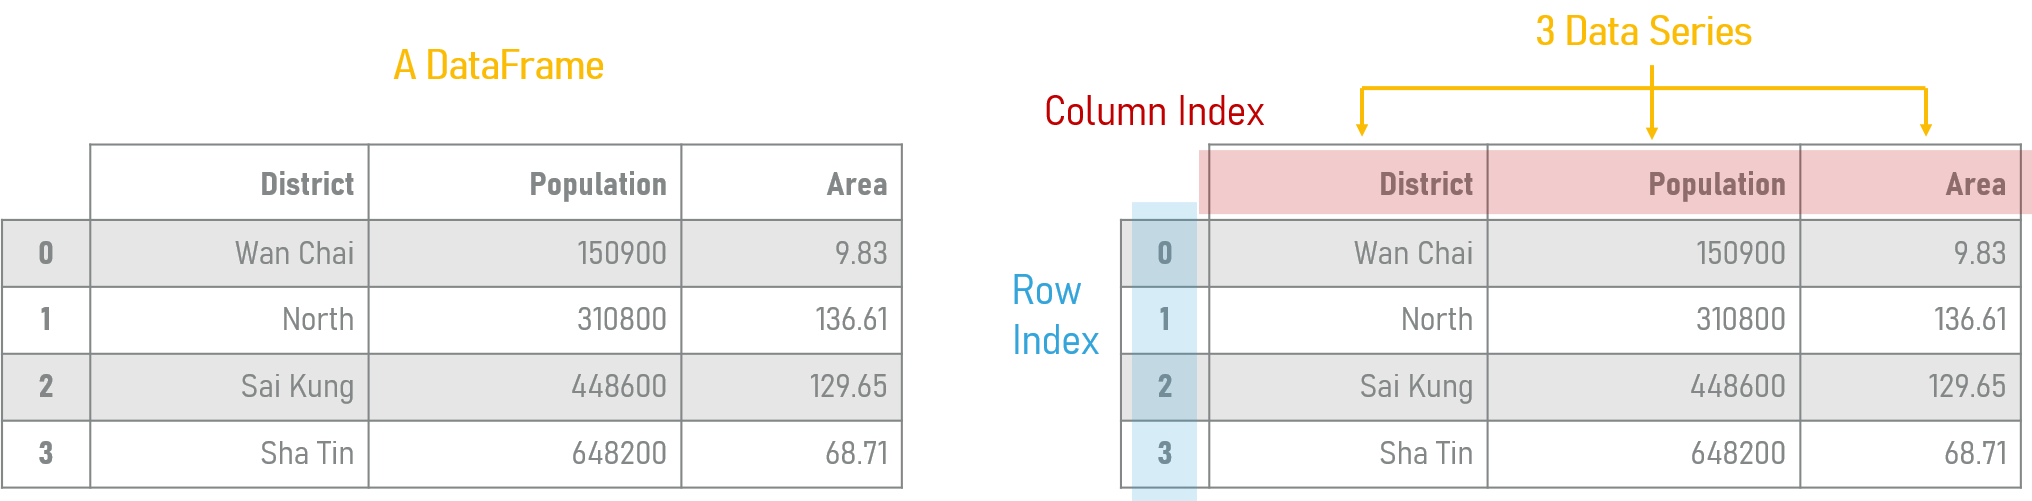 A DataFrame
District Population Area
0 Wan Chai 150900 9.83
1 North 310800 136.61
2 Sai Kung 448600 129.65
3 Sha Tin 648200 68.71
3 Data Series
Column Index
District Population Area
Row
Index
0 Wan Chai 150900 9.83
1 North 310800 136.61
2 Sai Kung 448600 129.65
3 Sha Tin 648200 68.71